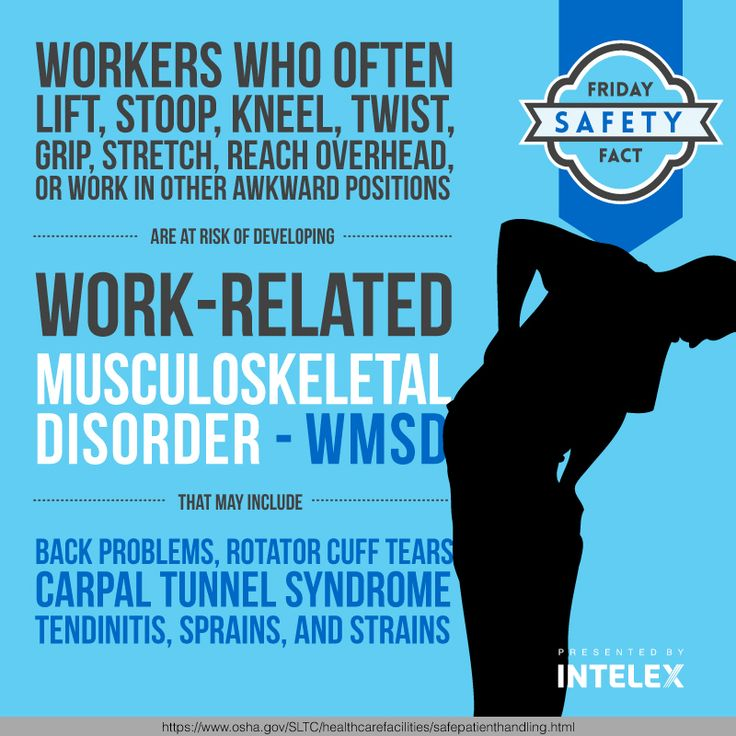 WORKERS WHO OFTEN
LIFT, STOOP, KNEEL, TWIST,
GRIP, STRETCH, REACH OVERHEAD,
OR WORK IN OTHER AWKWARD POSITIONS
ARE AT RISK OF DEVELOPING
WORK-RELATED
MUSCULOSKELETAL
DISORDER - WMSD
THAT MAY INCLUDE
BACK PROBLEMS, ROTATOR CUFF TEARS
CARPAL TUNNEL SYNDROME
TENDINITIS, SPRAINS, AND STRAINS
FRIDAY
SAFETY
FACT
PRESENTED BY
INTELEX
https://www.osha.gov/SLTC/healthcarefacilities/safepatienthandling.html